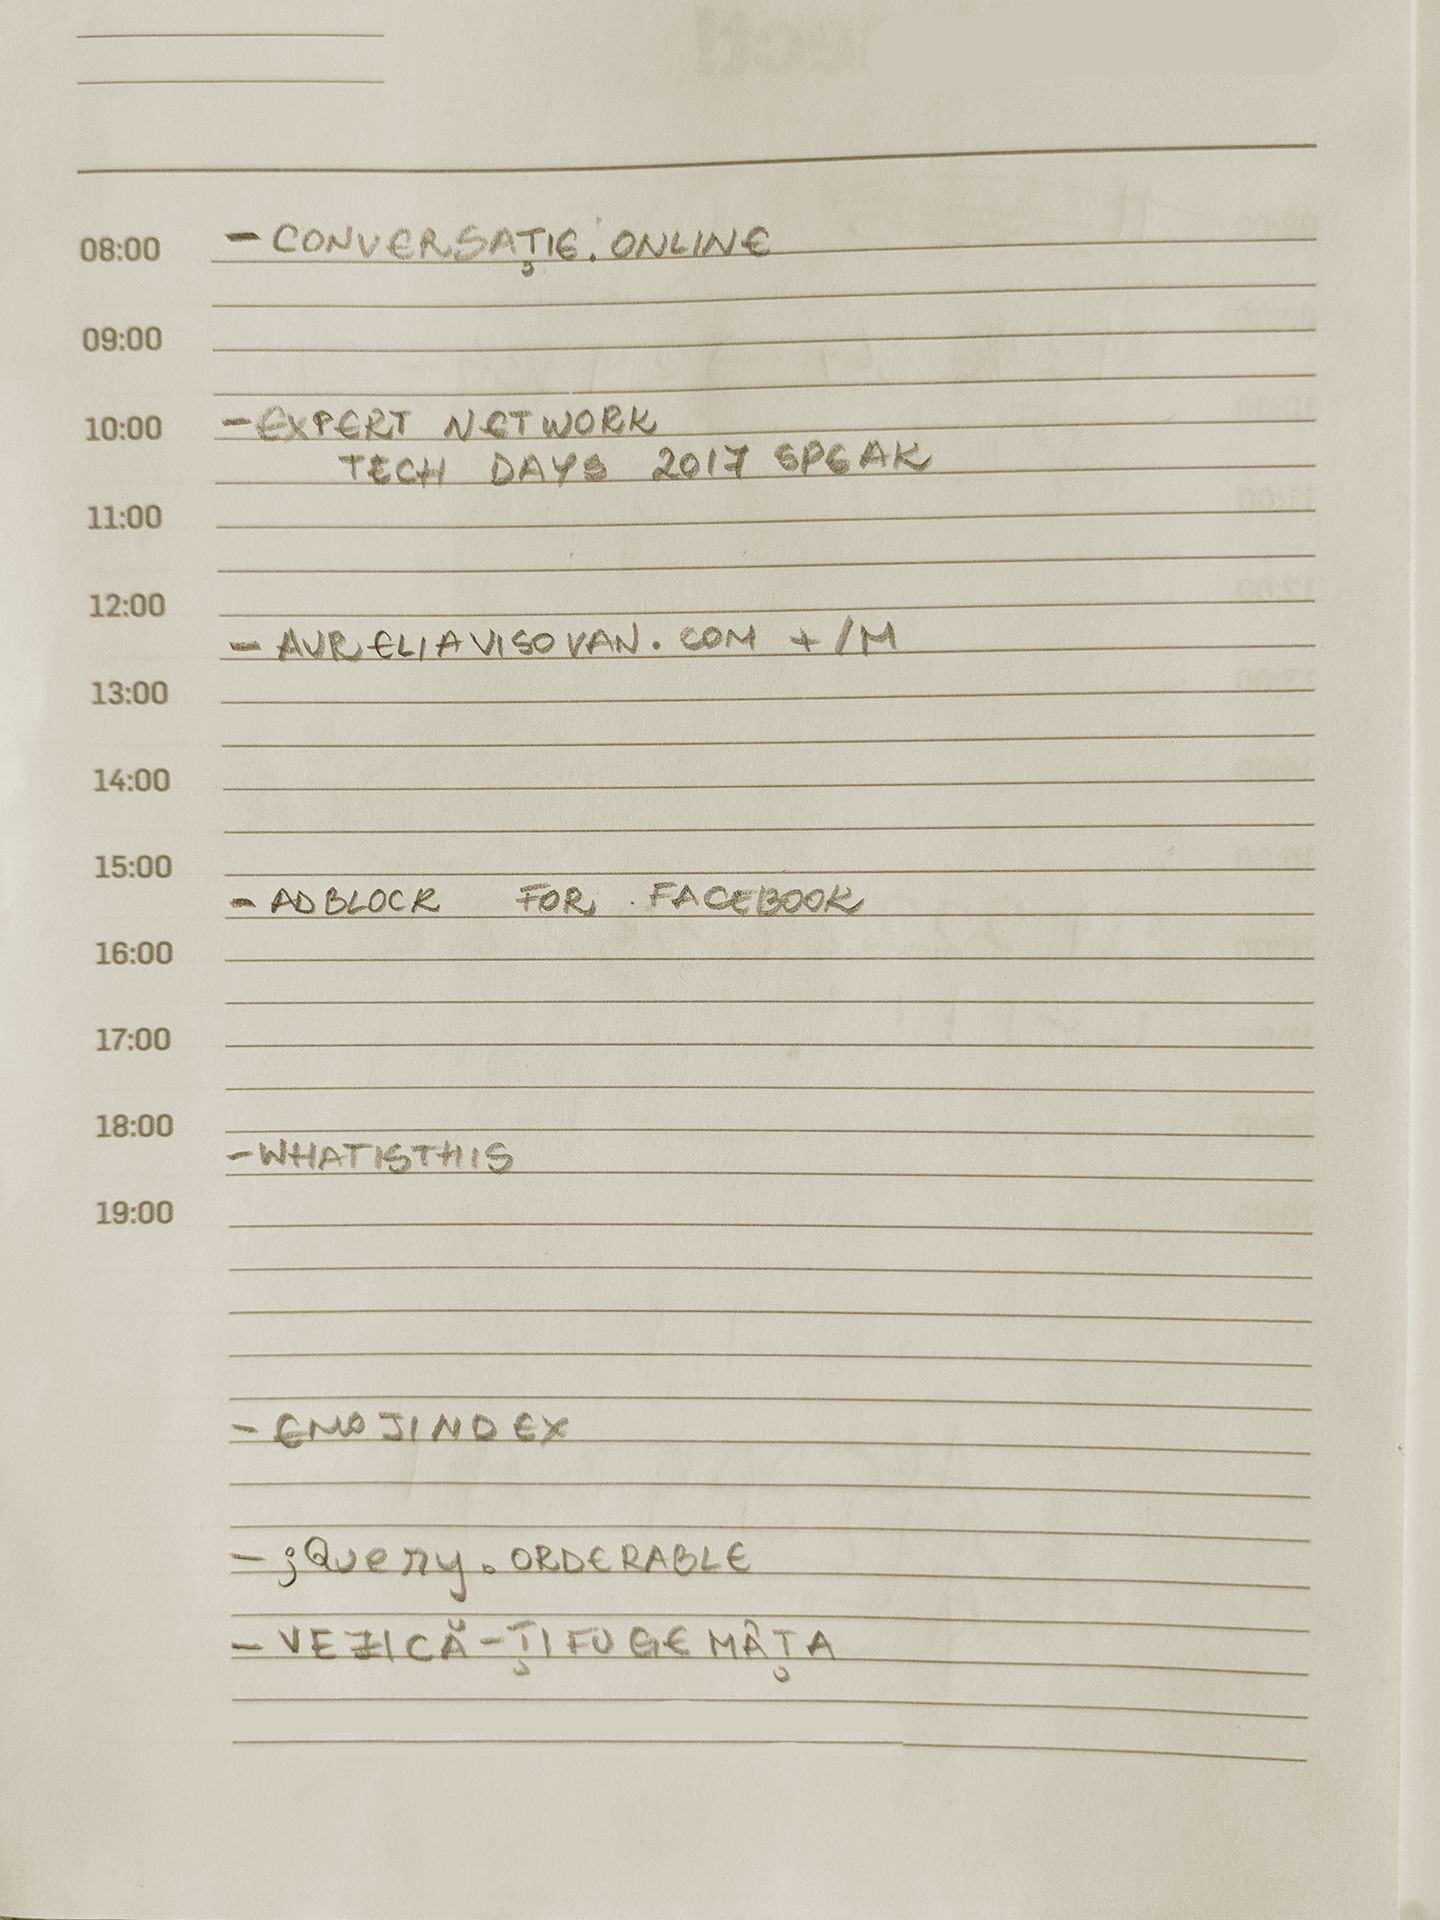 08:00 - CONVERSAȚIE.ONLINE
09:00
10:00 - EXPERT NETWORK
TECH DAYS 2017 SPEAK
11:00
12:00
- AURELIAVISOVAN.COM + /M
13:00
14:00
15:00
- ADBLOCK FOR FACEBOOK
16:00
17:00
18:00
- WHATISTHIS
19:00
- EMOJINDEX
- jQuery.ORDERABLE
- VEZICĂ-ȚIFUGEMÂȚA